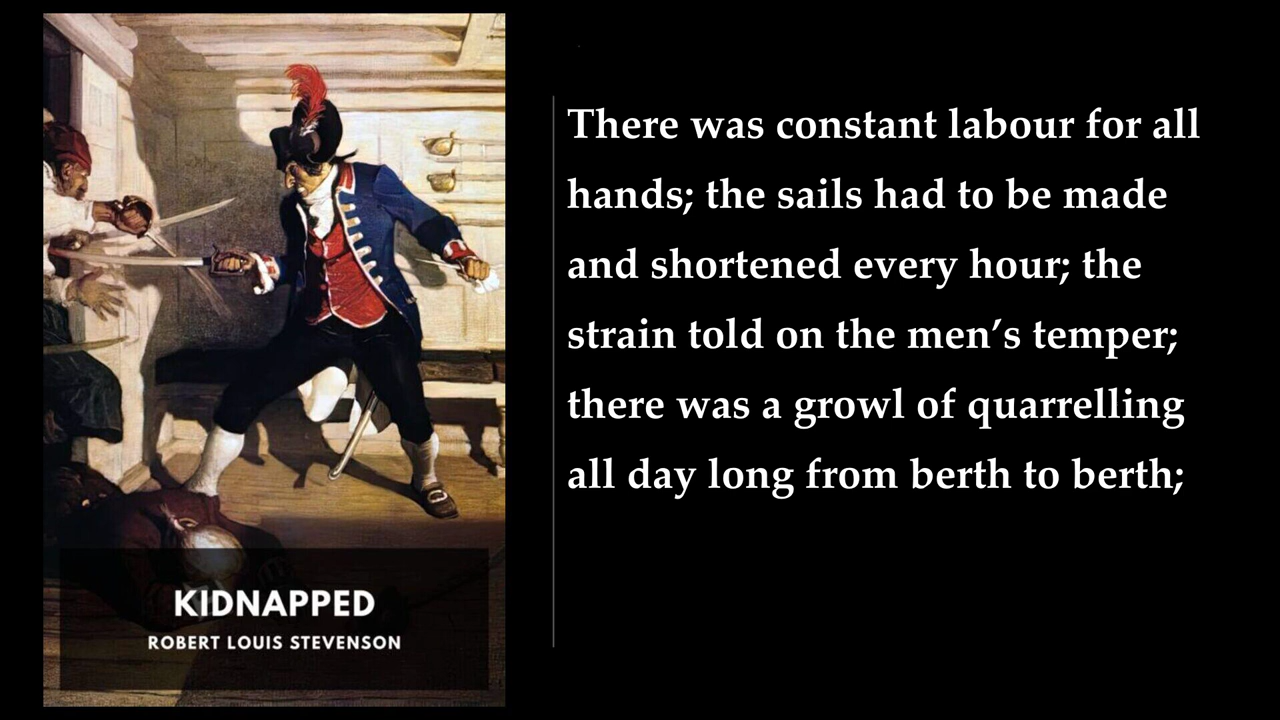 There was constant labour for all
hands; the sails had to be made
and shortened every hour; the
strain told on the men’s temper;
there was a growl of quarrelling
all day long from berth to berth;
KIDNAPPED
ROBERT LOUIS STEVENSON